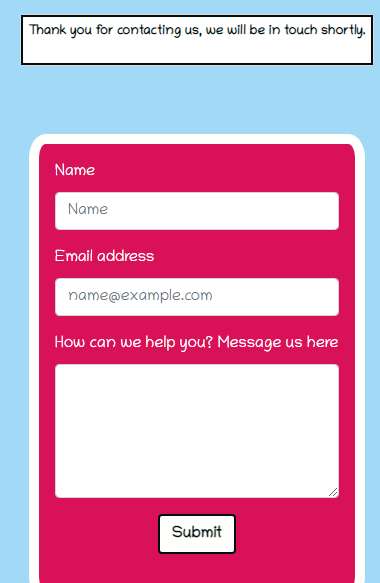 Thank you for contacting us, we will be in touch shortly.
Name
Name
Email address
name@example.com
How can we help you? Message us here
Submit